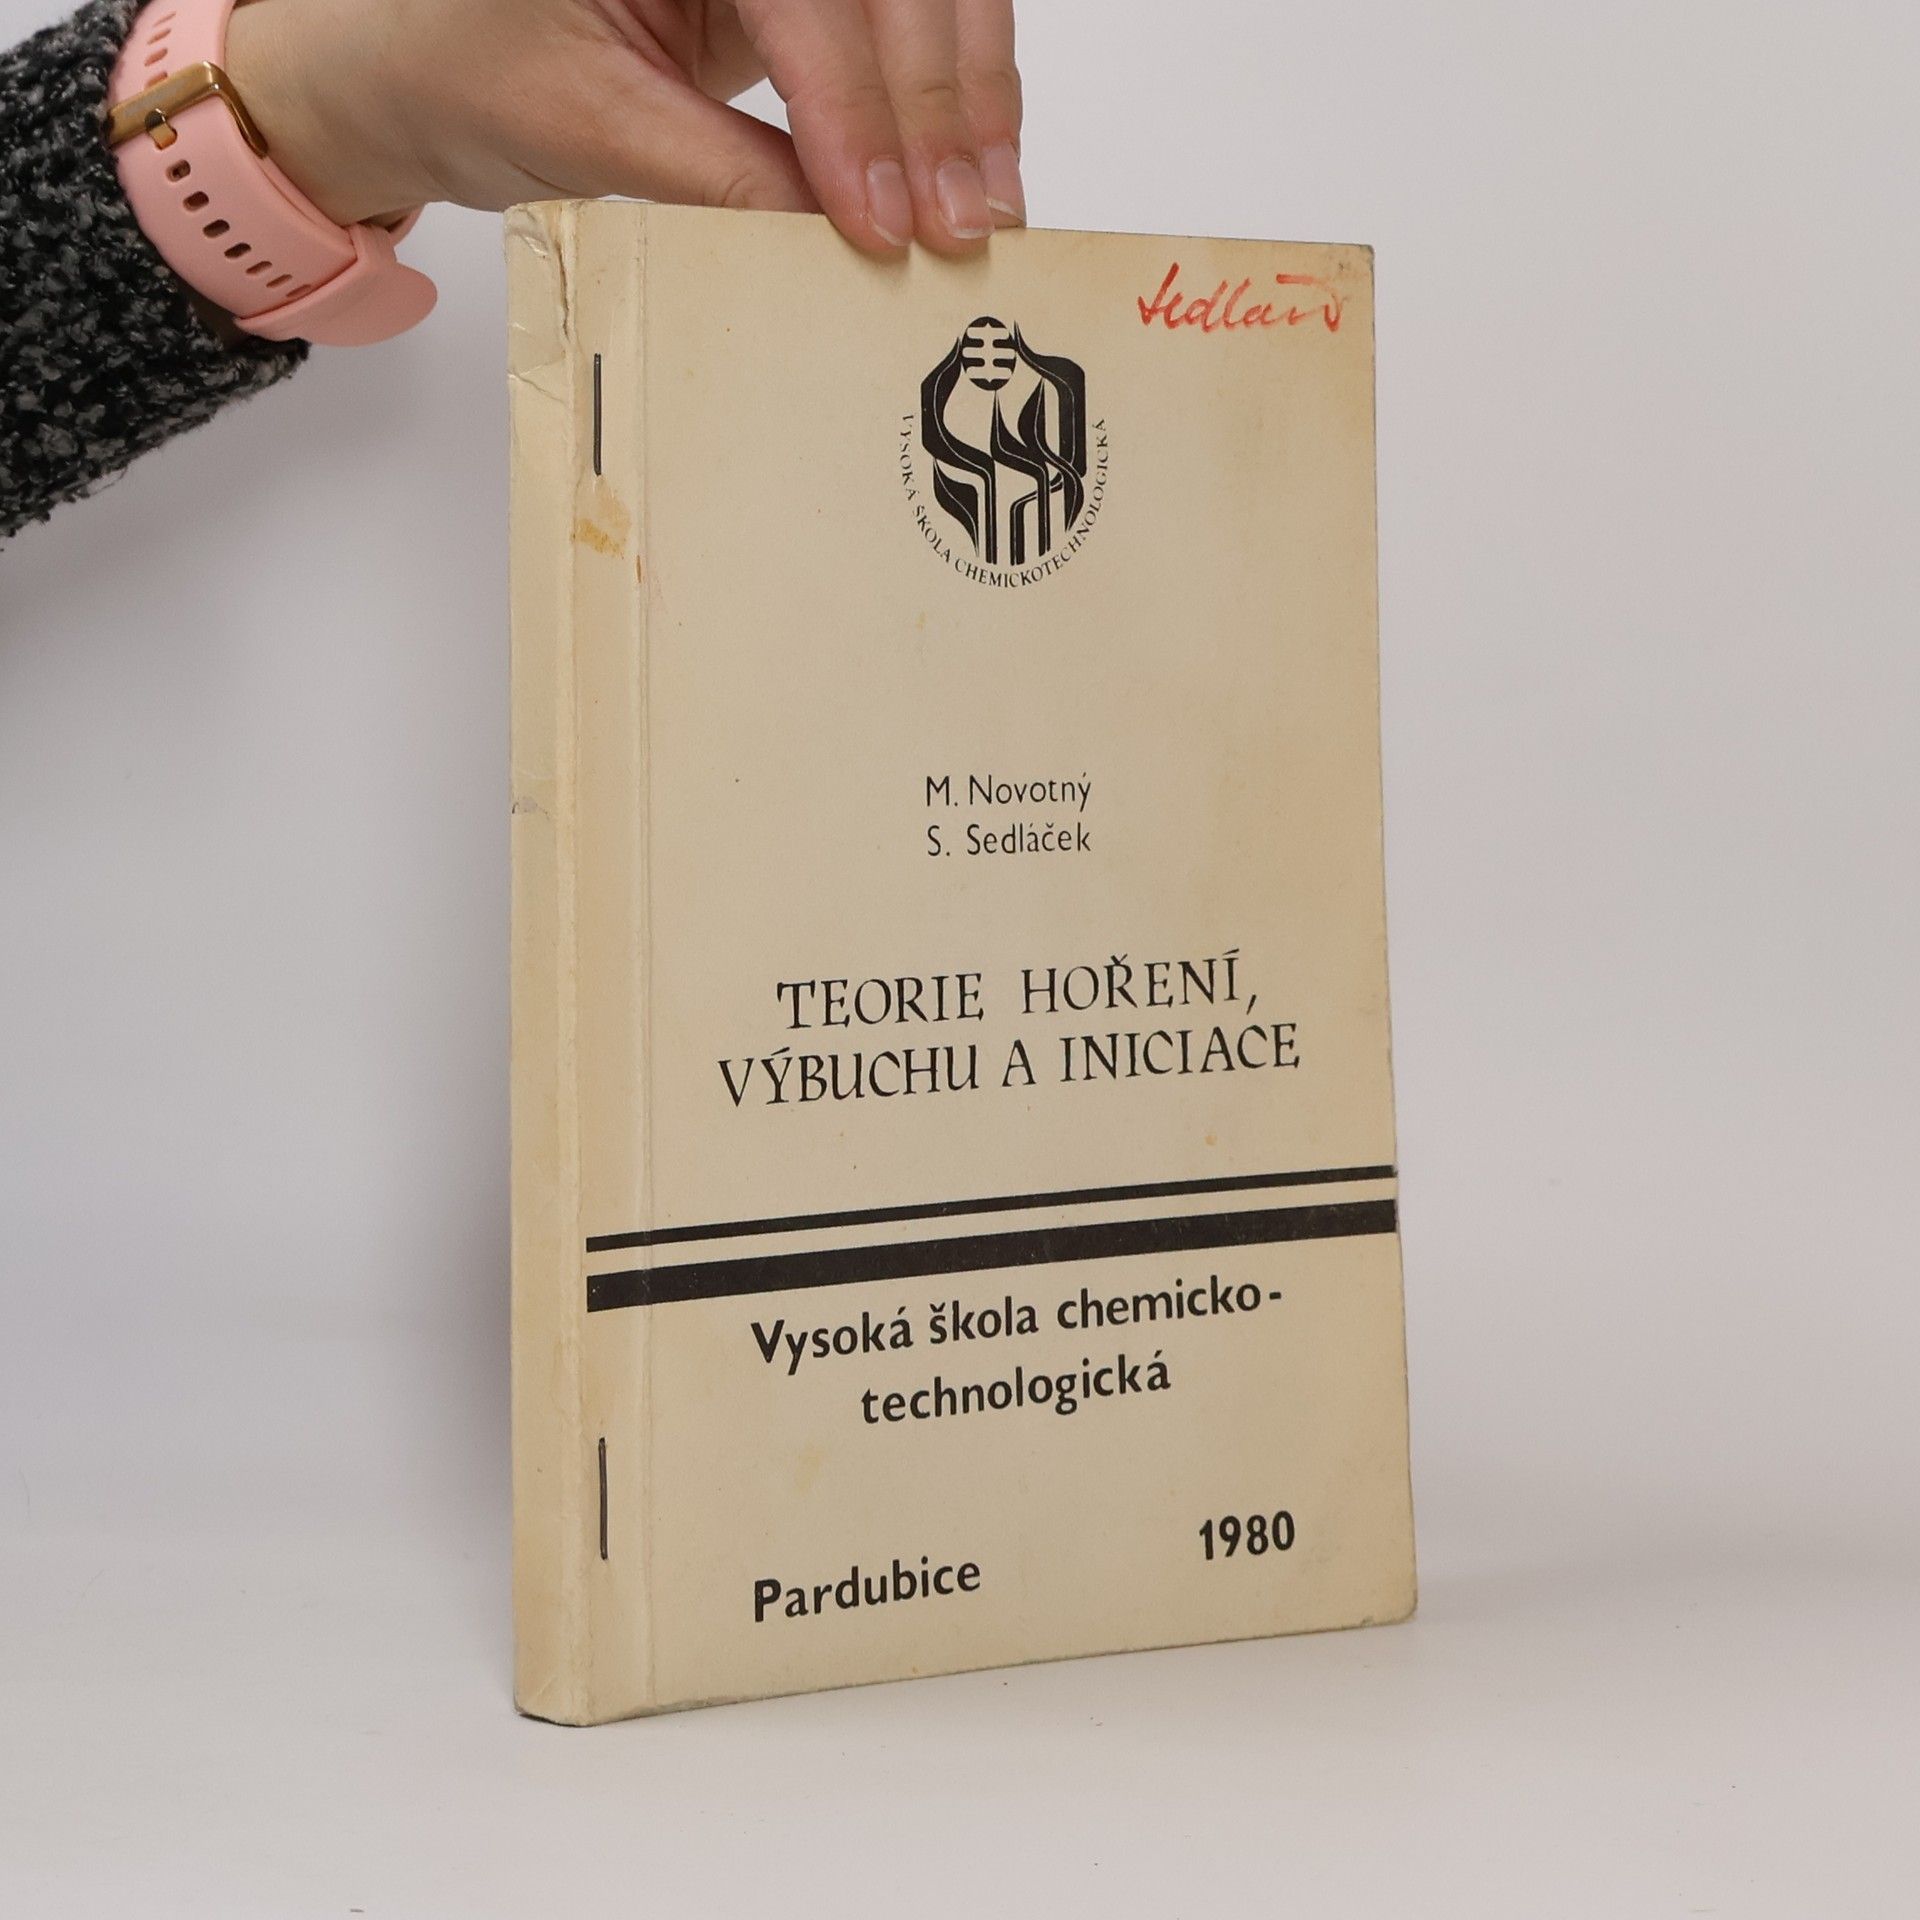 VYSOKÁ ŠKOLA CHEMICKOTECHNOLOGICKÁ
M. Novotný
S. Sedláček
TEORIE HOŘENÍ,
VÝBUCHU A INICIACE
Vysoká škola chemicko-
technologická
Pardubice 1980